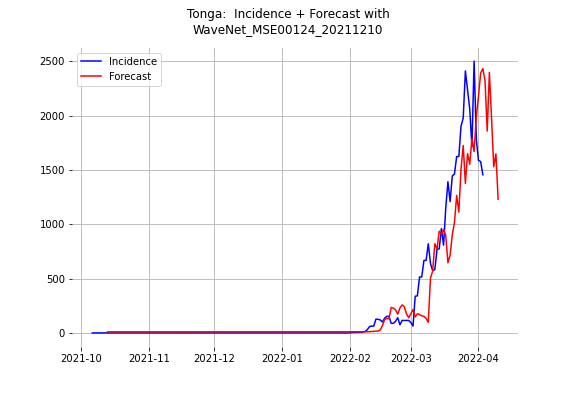 Tonga:  Incidence + Forecast with
WaveNet_MSE00124_20211210
Incidence
Forecast
2500
2000
1500
1000
500
0
2021-10 2021-11 2021-12 2022-01 2022-02 2022-03 2022-04